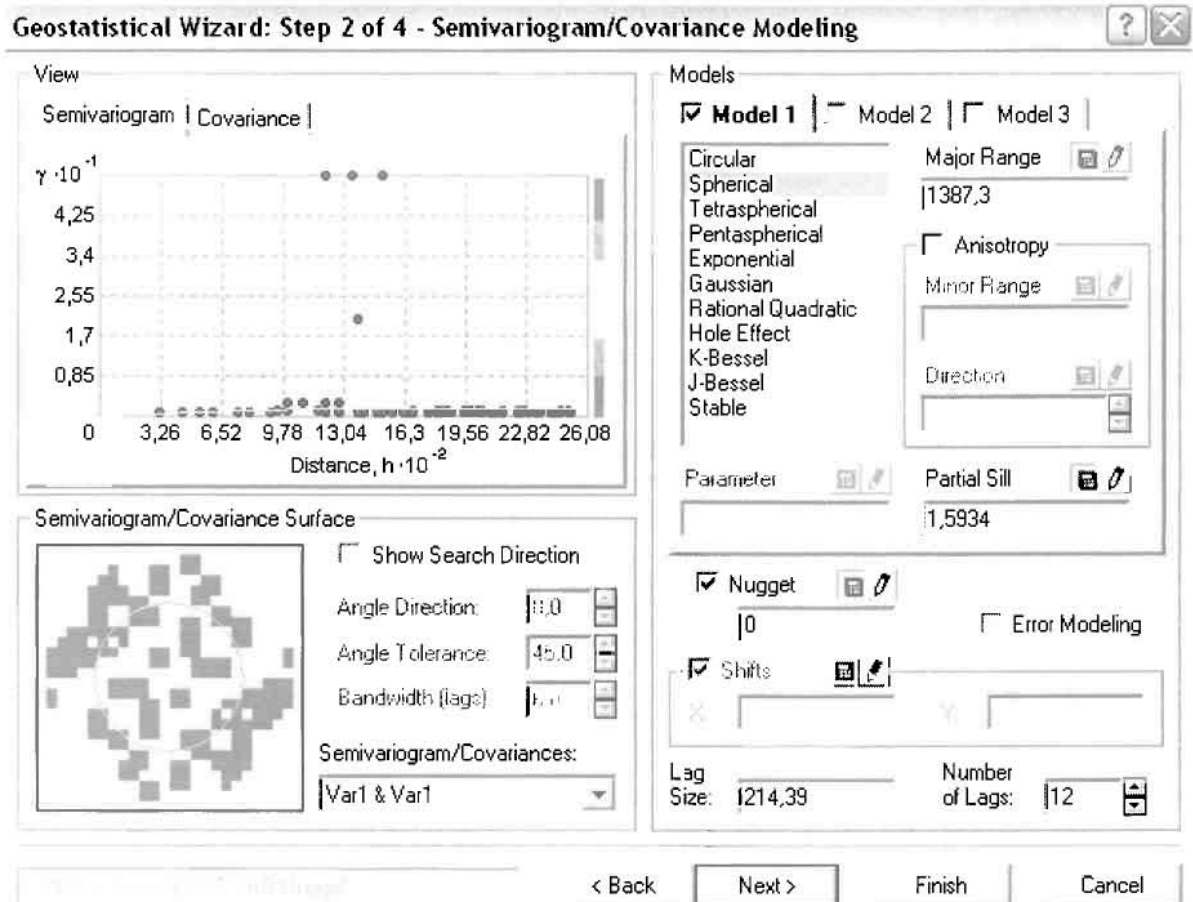 Geostatistical Wizard: Step 2 of 4 - Semivariogram/Covariance Modeling
View
Semivariogram
Covariance
γ·10⁻¹
4,25
3,4
2,55
1,7
0,85
0
3,26
6,52
9,78
13,04
16,3
19,56
22,82
26,08
Distance, h·10⁻²
Semivariogram/Covariance Surface
Show Search Direction
Angle Direction:
Angle Tolerance:
45.0
Bandwidth (lags)
Semivariogram/Covariances:
Var1 & Var1
Models
Model 1
Model 2
Model 3
Circular
Spherical
Tetraspherical
Pentaspherical
Exponential
Gaussian
Rational Quadratic
Hole Effect
K-Bessel
J-Bessel
Stable
Major Range
1387,3
Anisotropy
Minor Range
Direction
Parameter
Partial Sill
1,5934
Nugget
0
Error Modeling
Shifts
X:
Y:
Lag
Size:
214,39
Number
of Lags:
12
< Back
Next >
Finish
Cancel